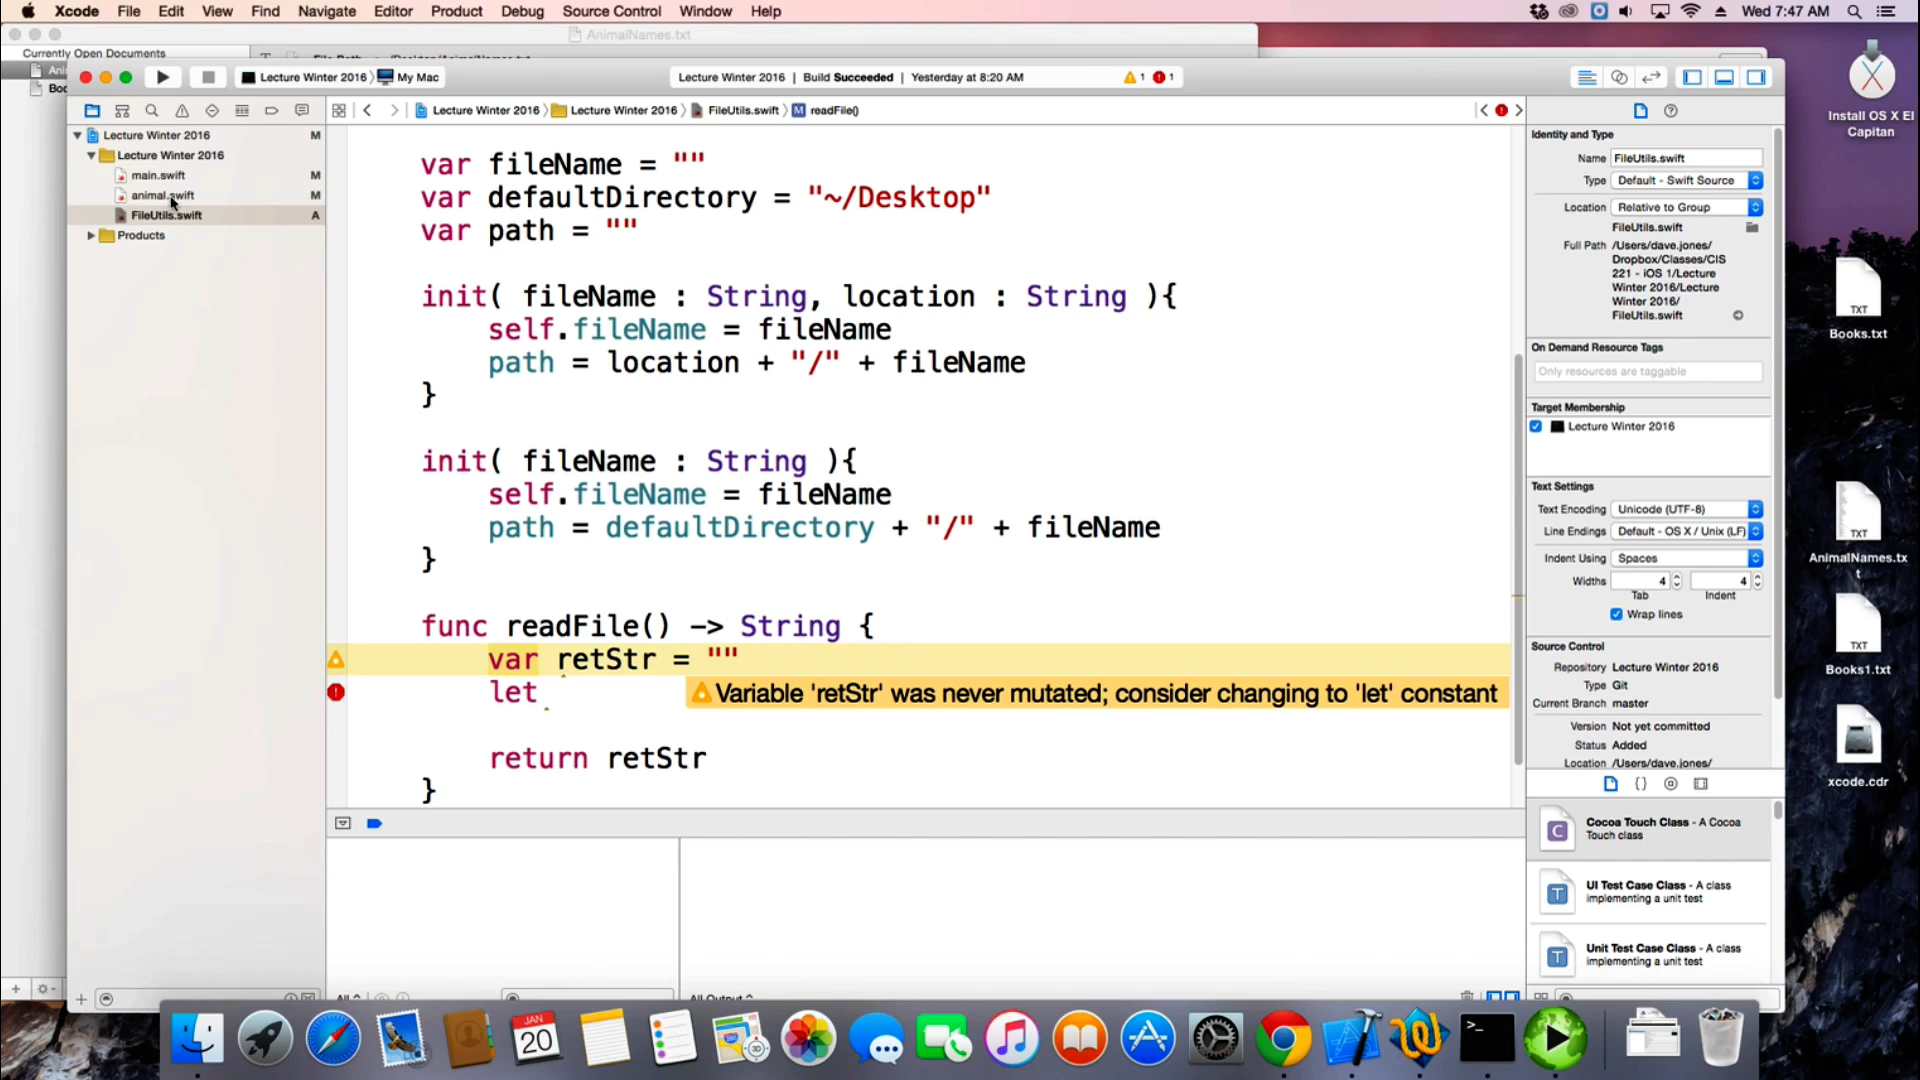 Xcode File Edit View Find Navigate Editor Product Debug Source Control Window Help
Wed 7:47 AM
AnimalNames.txt
Currently Open Documents
Lecture Winter 2016 My Mac
Lecture Winter 2016 | Build Succeeded | Yesterday at 8:20 AM
1 1
Lecture Winter 2016 Lecture Winter 2016 FileUtils.swift M readFile()
Lecture Winter 2016 M
Lecture Winter 2016
main.swift M
animal.swift M
FileUtils.swift A
Products
var fileName = ""
var defaultDirectory = "~/Desktop"
var path = ""
init( fileName : String, location : String ){
self.fileName = fileName
path = location + "/" + fileName
}
init( fileName : String ){
self.fileName = fileName
path = defaultDirectory + "/" + fileName
}
func readFile() -> String {
var retStr = ""
let
Variable 'retStr' was never mutated; consider changing to 'let' constant
return retStr
}
Identity and Type
Name FileUtils.swift
Type Default - Swift Source
Location Relative to Group
FileUtils.swift
Full Path /Users/dave.jones/
Dropbox/Classes/CIS
221 - iOS 1/Lecture
Winter 2016/Lecture
Winter 2016/
FileUtils.swift
On Demand Resource Tags
Only resources are taggable
Target Membership
Lecture Winter 2016
Text Settings
Text Encoding Unicode (UTF-8)
Line Endings Default - OS X / Unix (LF)
Indent Using Spaces
Widths 4 4
Tab Indent
Wrap lines
Source Control
Repository Lecture Winter 2016
Type Git
Current Branch master
Version Not yet committed
Status Added
Location /Users/dave.jones/
C
Cocoa Touch Class - A Cocoa
Touch class
T
UI Test Case Class - A class
implementing a unit test
T
Unit Test Case Class - A class
implementing a unit test
Install OS X El
Capitan
TXT
Books.txt
TXT
AnimalNames.tx
t
TXT
Books1.txt
xcode.cdr
JAN
20
3D